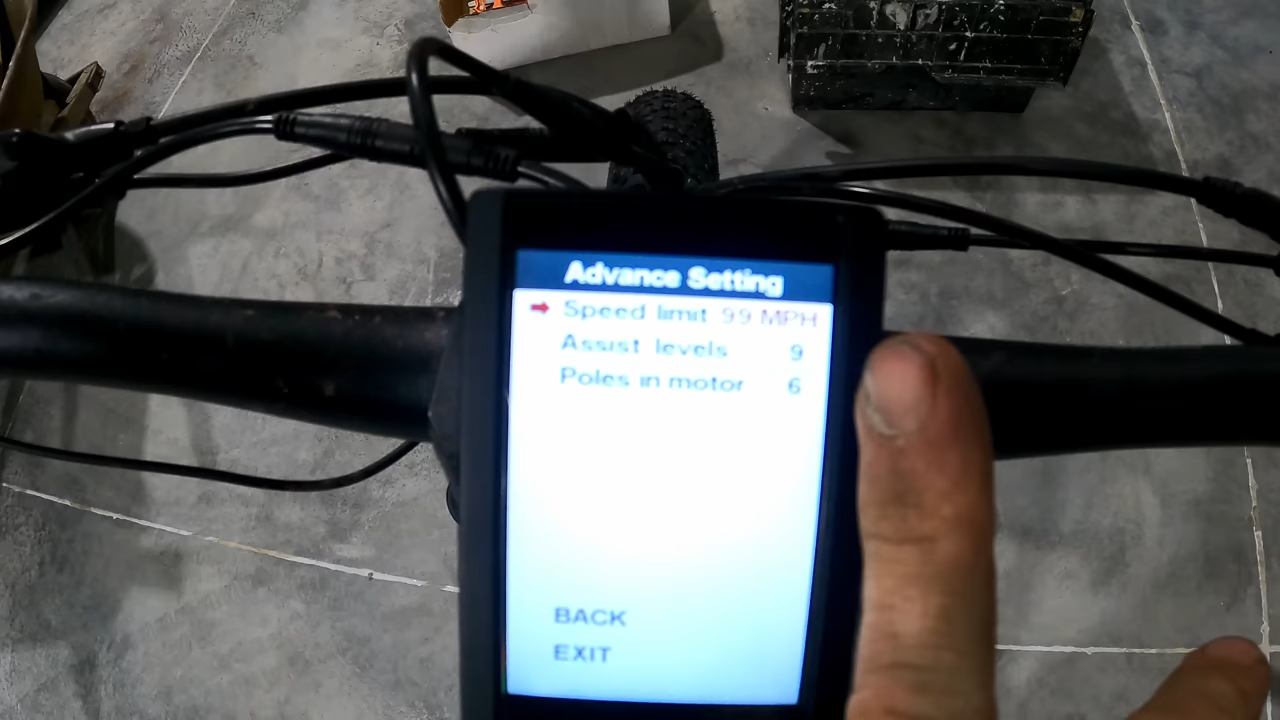 Advance Setting
Speed limit 99 MPH
Assist levels 9
Poles in motor 6
BACK
EXIT